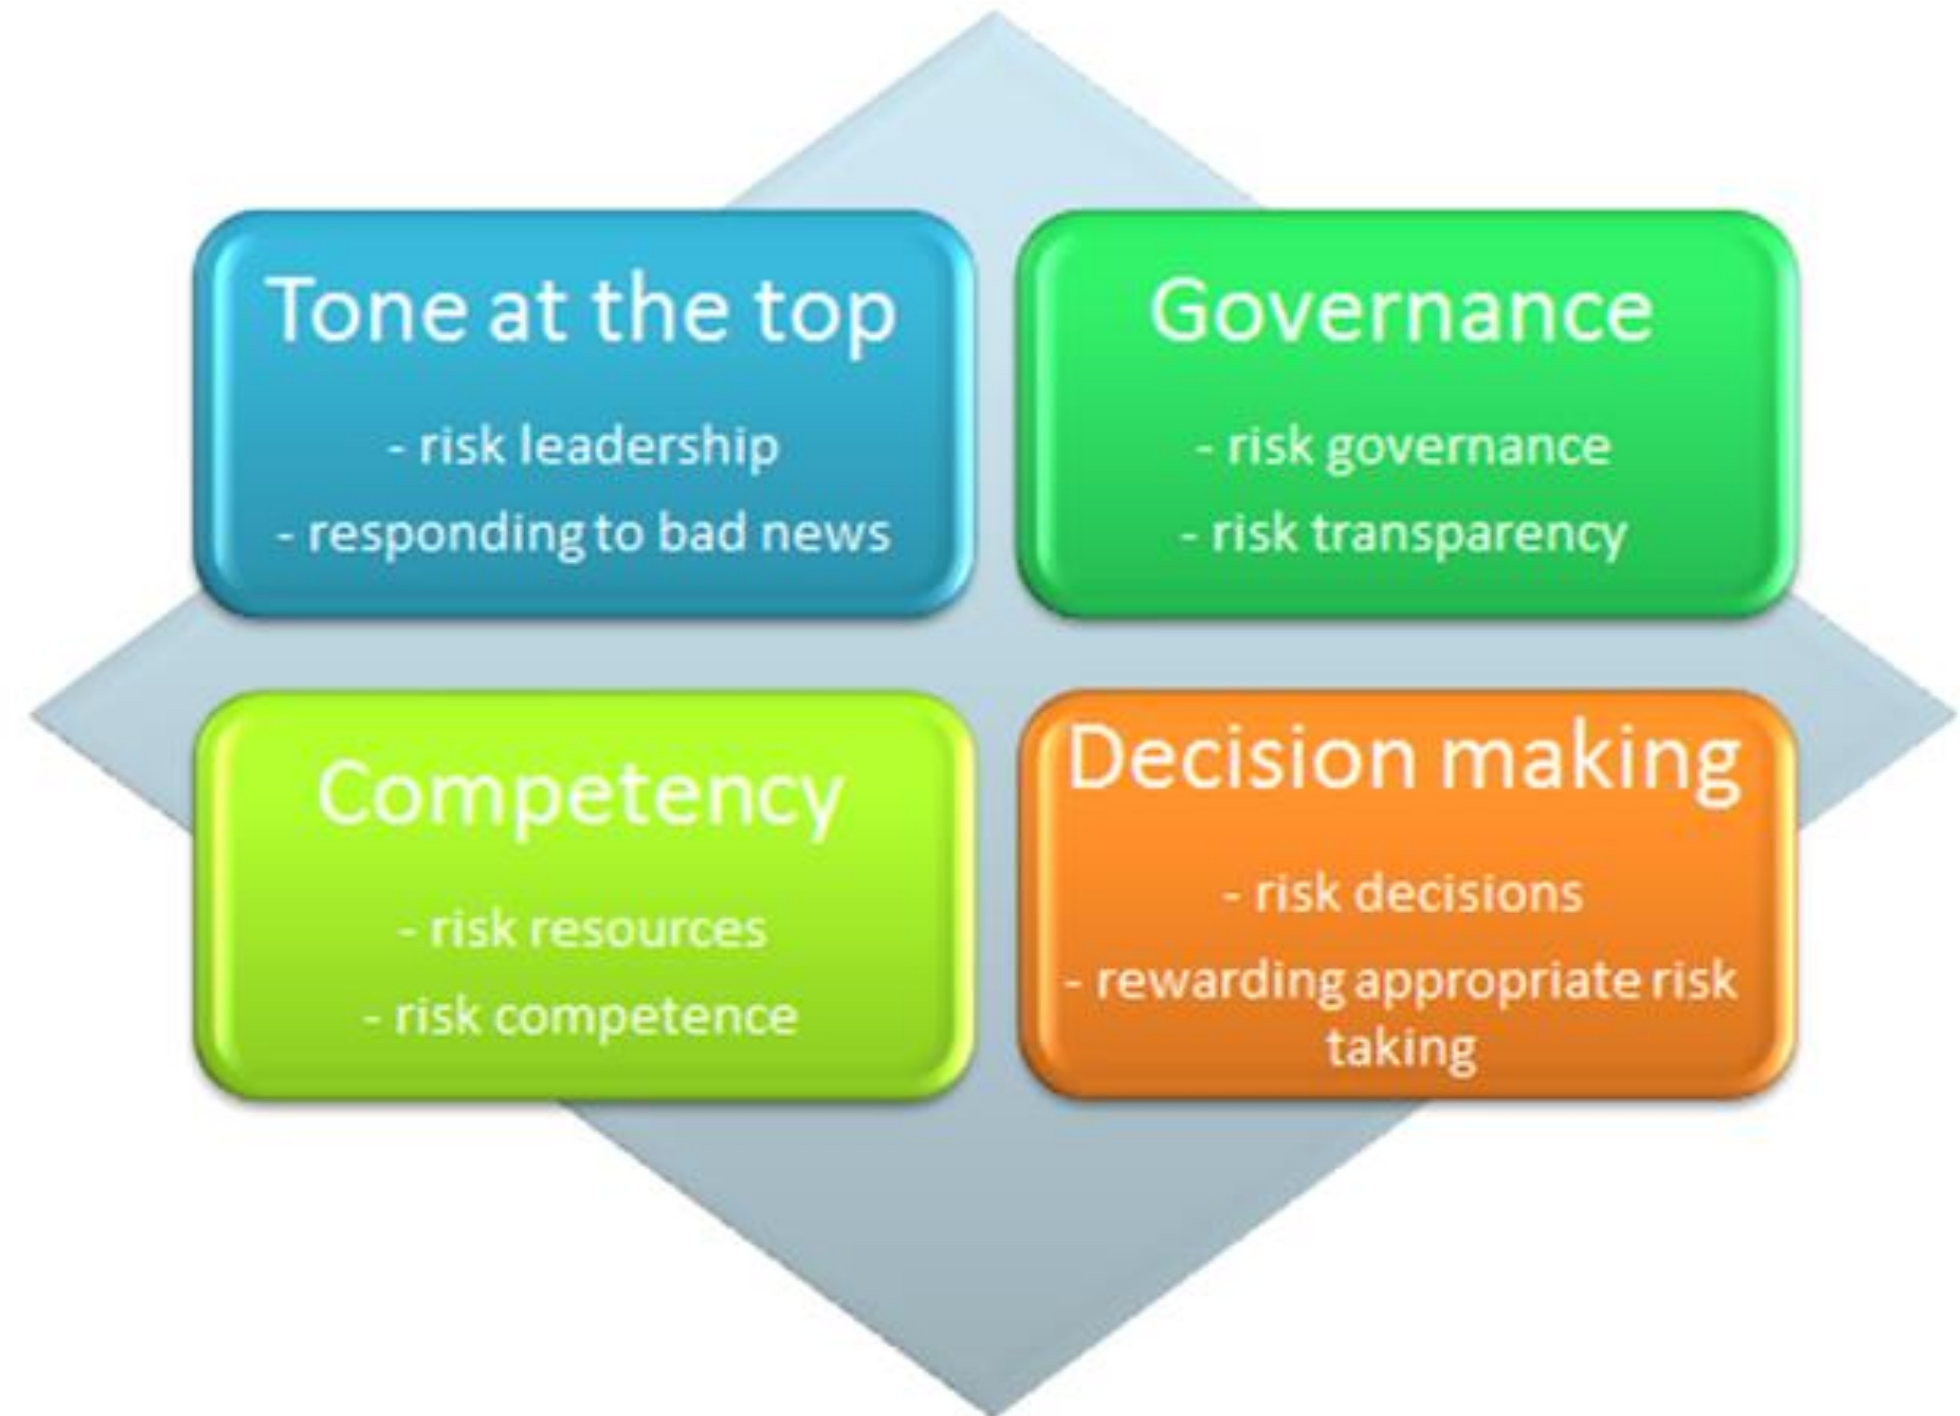 Tone at the top
- risk leadership
- responding to bad news
Governance
- risk governance
- risk transparency
Competency
- risk resources
- risk competence
Decision making
- risk decisions
- rewarding appropriate risk
taking